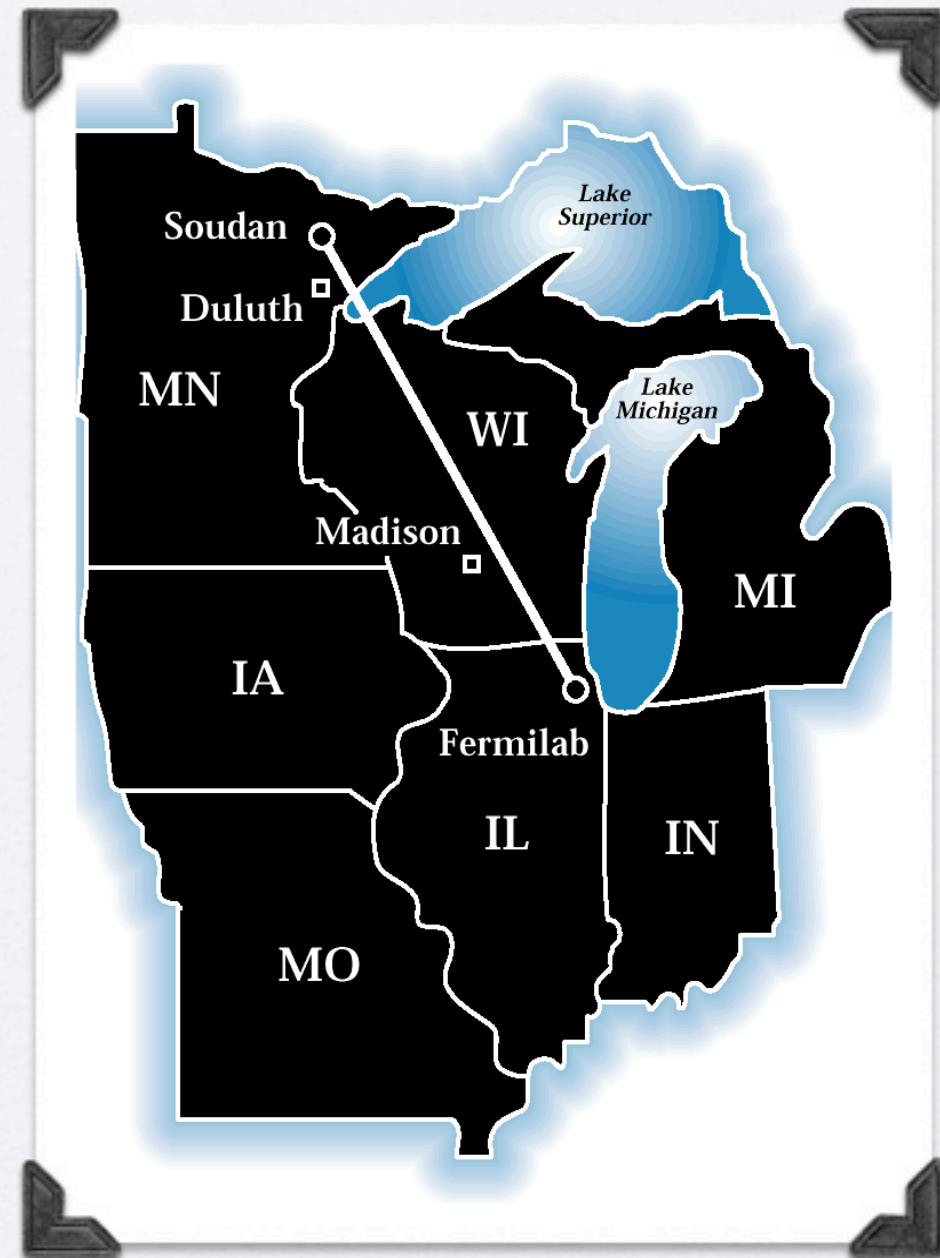 Lake
Superior
Soudan
Duluth
MN
Lake
Michigan
WI
Madison
MI
IA
Fermilab
IL
IN
MO